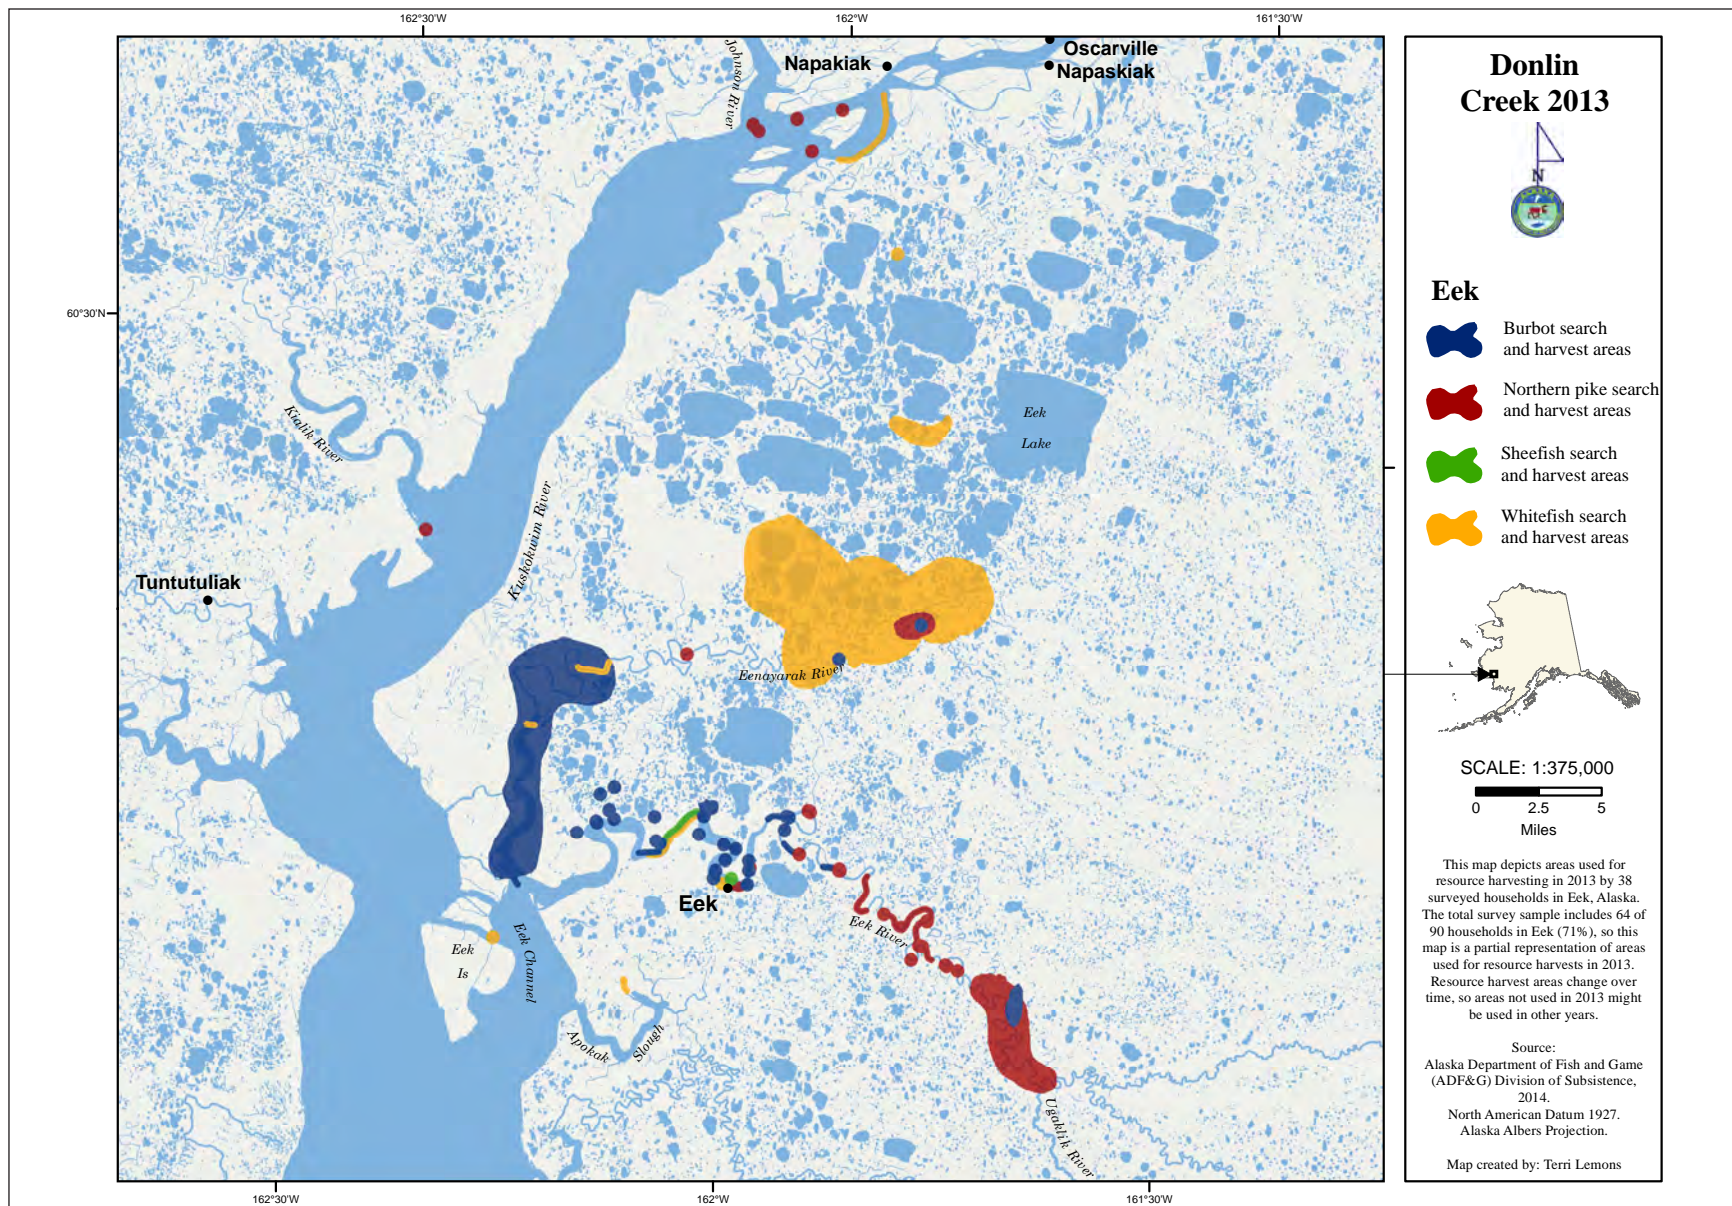 162°30'W
162°W
161°30'W
Johnson River
Napakiak
Oscarville
Napaskiak
60°30'N
Kialik River
Eek
Lake
Kuskokwim River
Tuntutuliak
Eenayarak River
Eek
Eek River
Eek
Is
Eek Channel
Apokak
Slough
Ugaklik River
162°30'W
162°W
161°30'W
Donlin
Creek 2013
N
Eek
Burbot search
and harvest areas
Northern pike search
and harvest areas
Sheefish search
and harvest areas
Whitefish search
and harvest areas
SCALE: 1:375,000
0 2.5 5
Miles
This map depicts areas used for
resource harvesting in 2013 by 38
surveyed households in Eek, Alaska.
The total survey sample includes 64 of
90 households in Eek (71%), so this
map is a partial representation of areas
used for resource harvests in 2013.
Resource harvest areas change over
time, so areas not used in 2013 might
be used in other years.
Source:
Alaska Department of Fish and Game
(ADF&G) Division of Subsistence,
2014.
North American Datum 1927.
Alaska Albers Projection.
Map created by: Terri Lemons